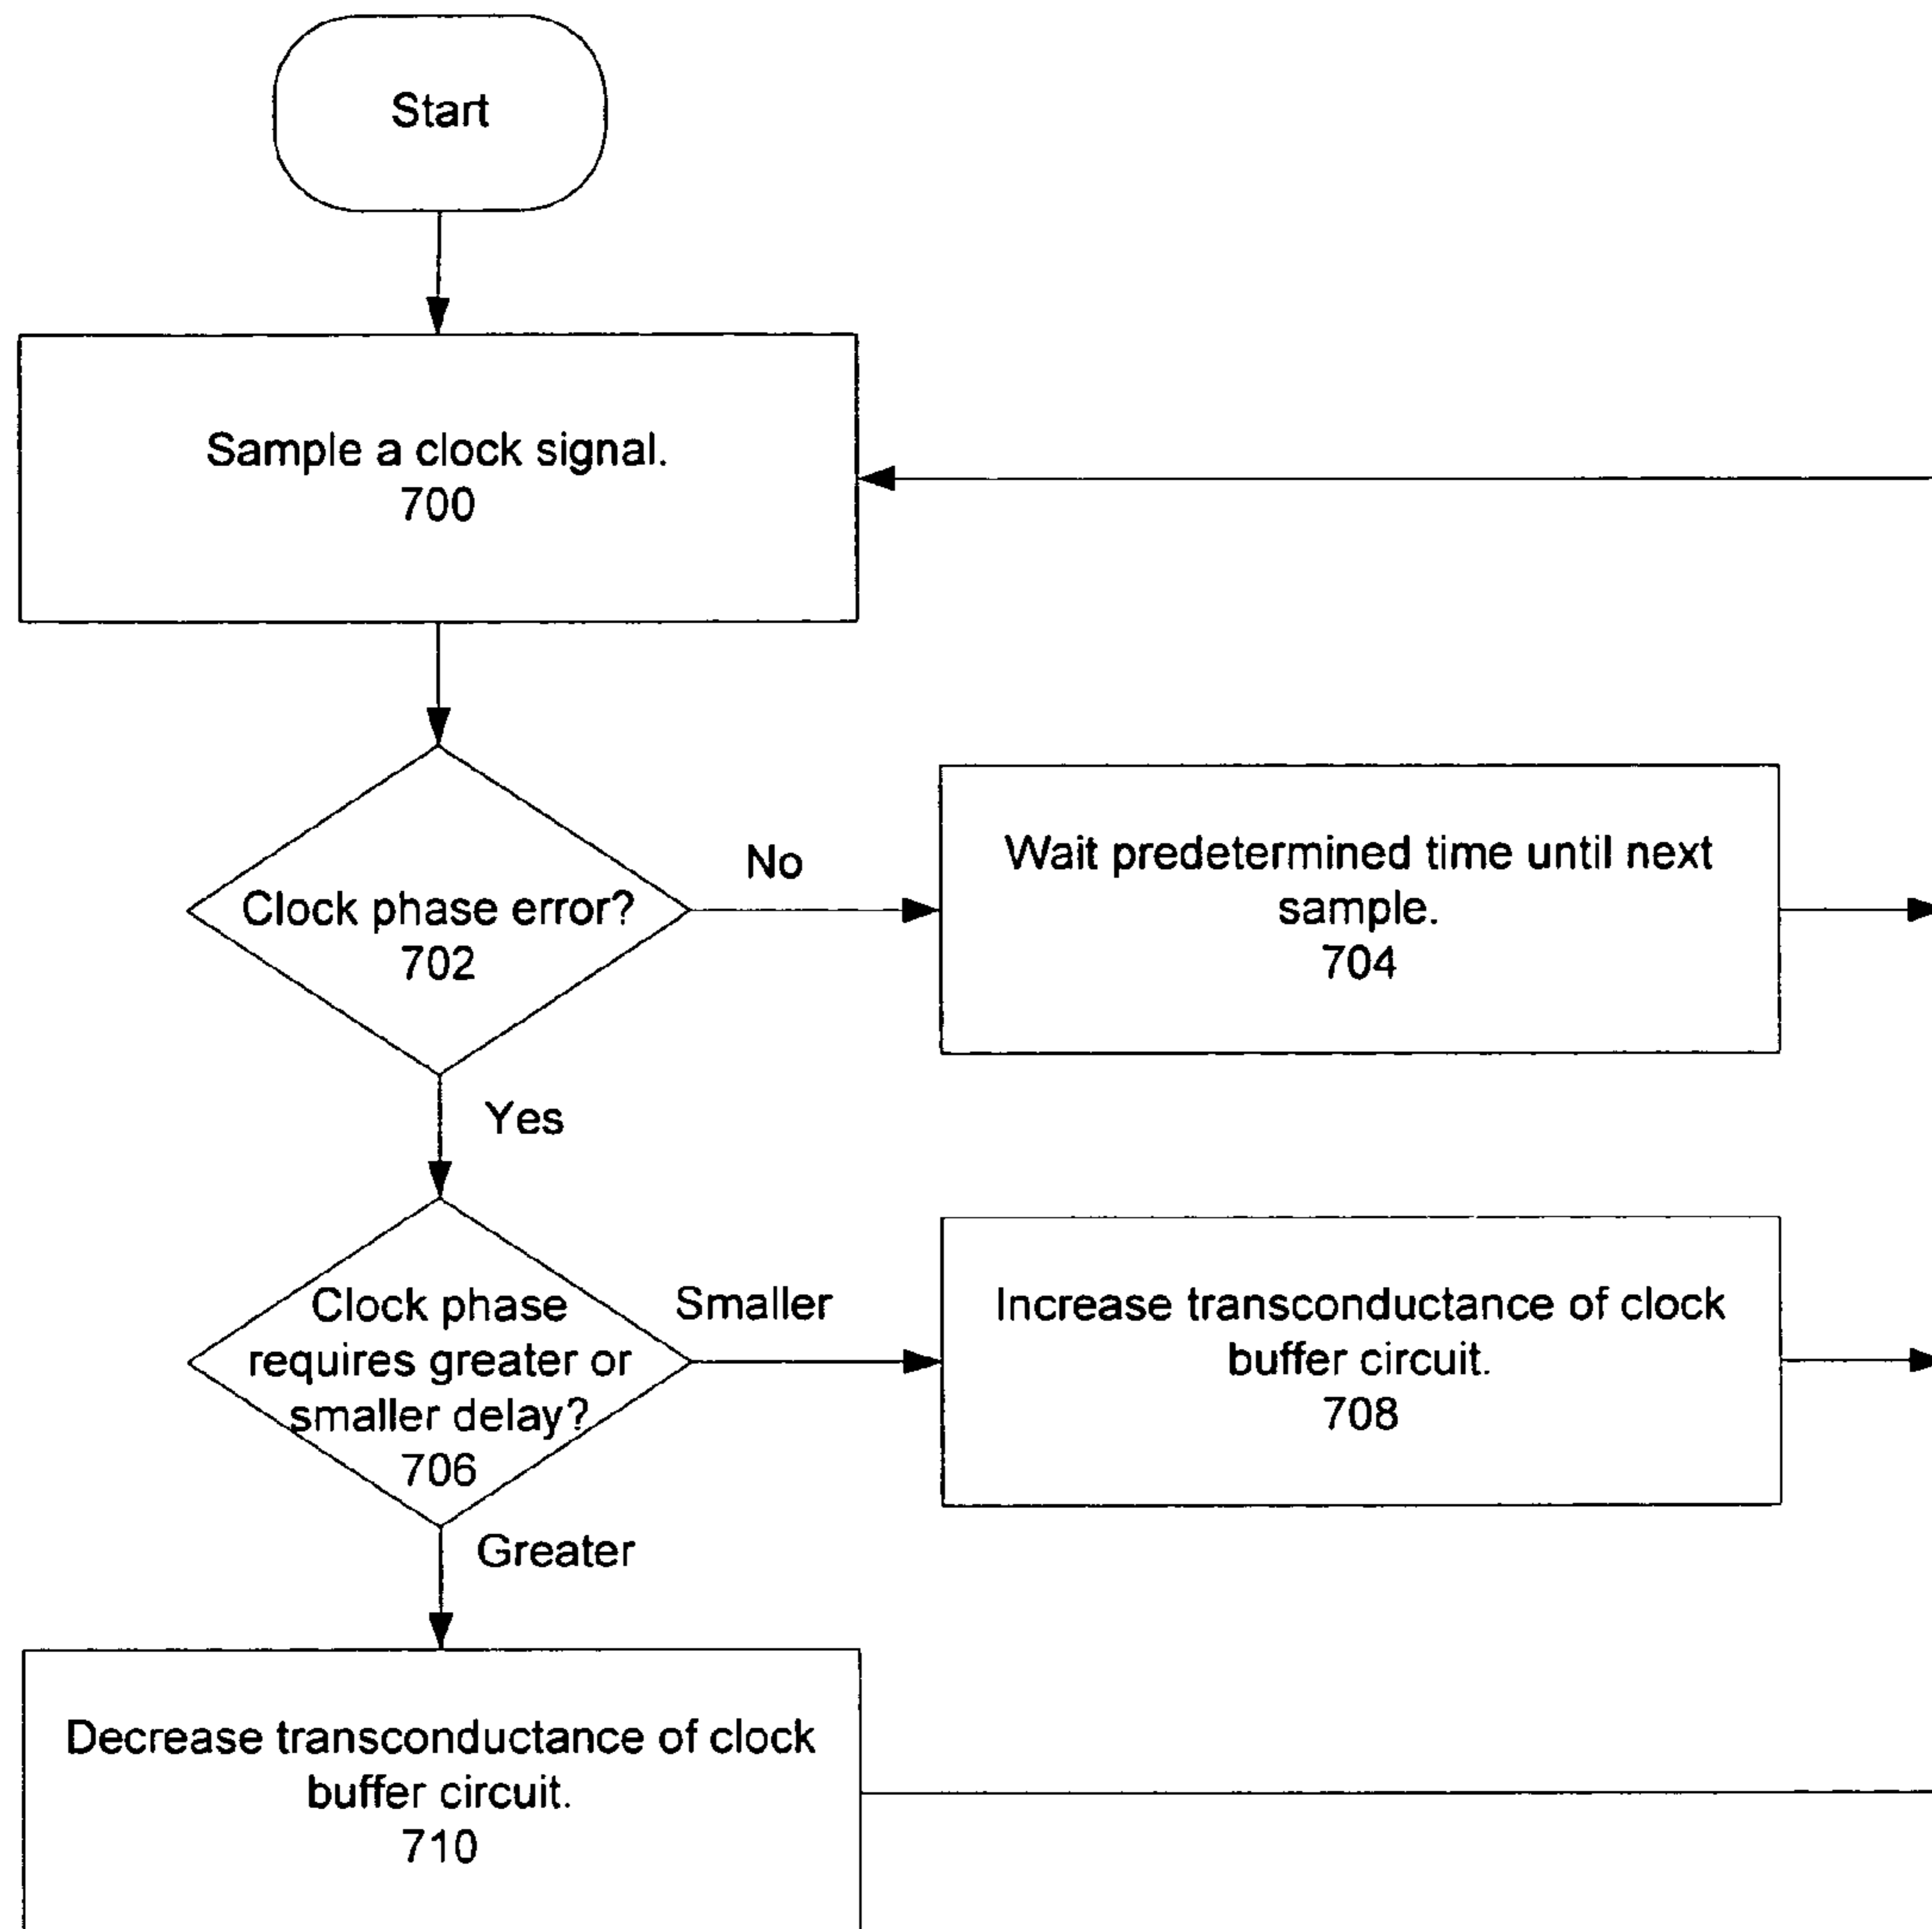 Start
Sample a clock signal.
700
Clock phase error?
702
No
Wait predetermined time until next
sample.
704
Yes
Clock phase
requires greater or
smaller delay?
706
Smaller
Increase transconductance of clock
buffer circuit.
708
Greater
Decrease transconductance of clock
buffer circuit.
710